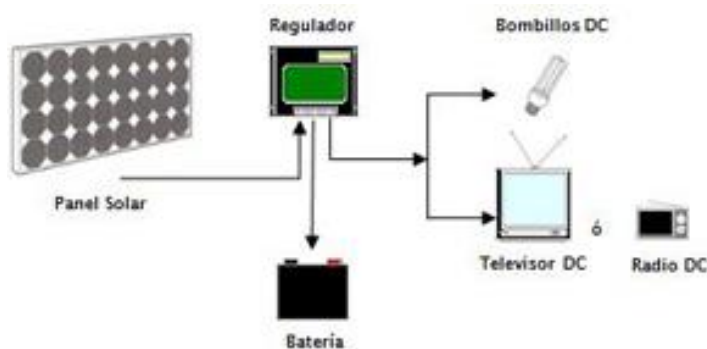 Regulador
Bombillos DC
Panel Solar
Televisor DC
ó
Radio DC
Batería